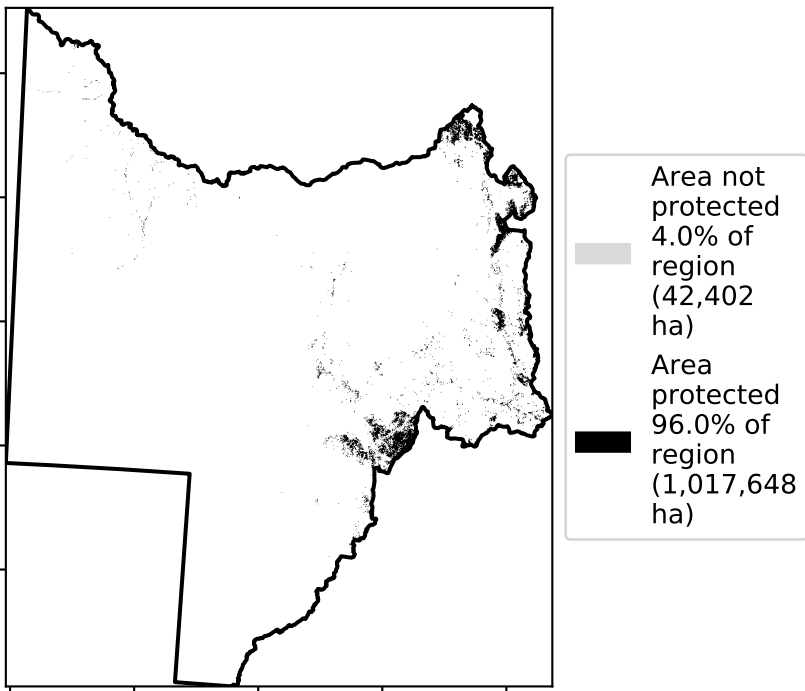 Area not
protected
4.0% of
region
(42,402
ha)
Area
protected
96.0% of
region
(1,017,648
ha)